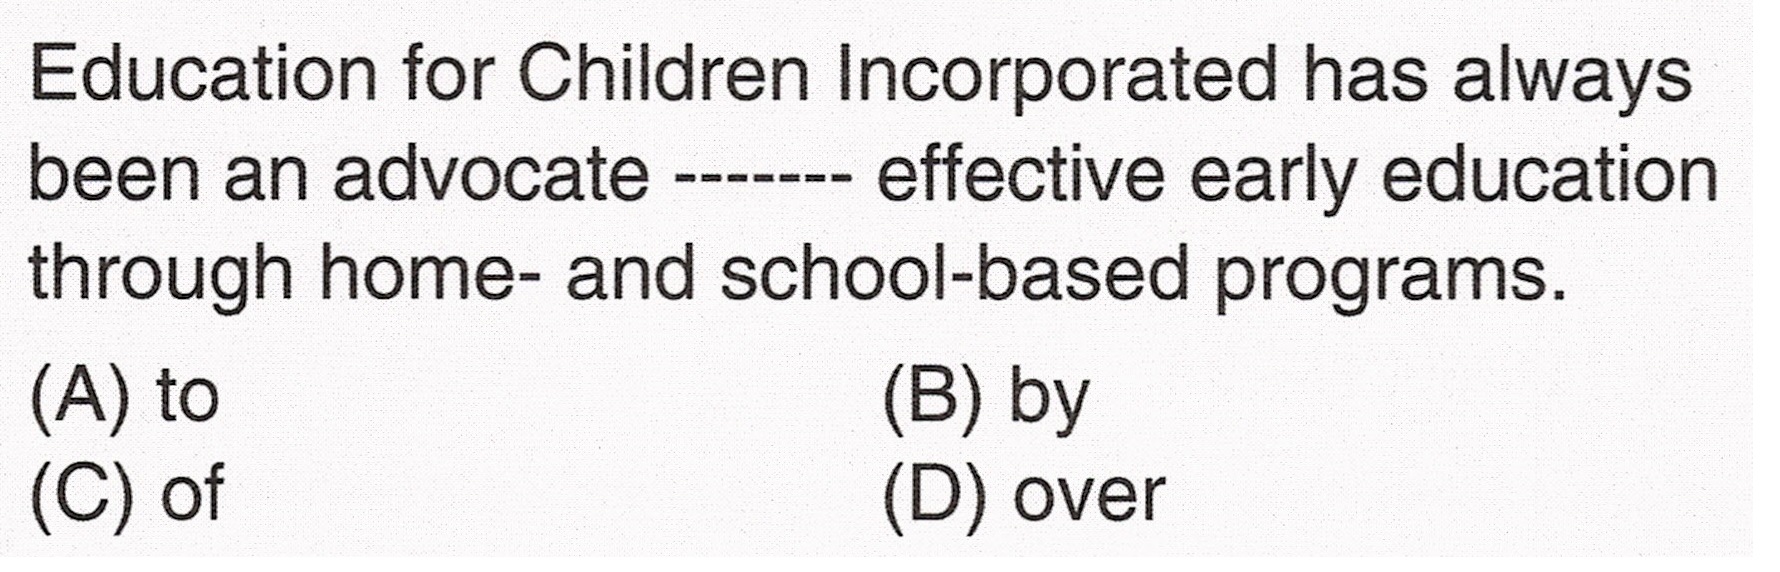 Education for Children Incorporated has always
been an advocate ------- effective early education
through home- and school-based programs.
(A) to (B) by
(C) of (D) over